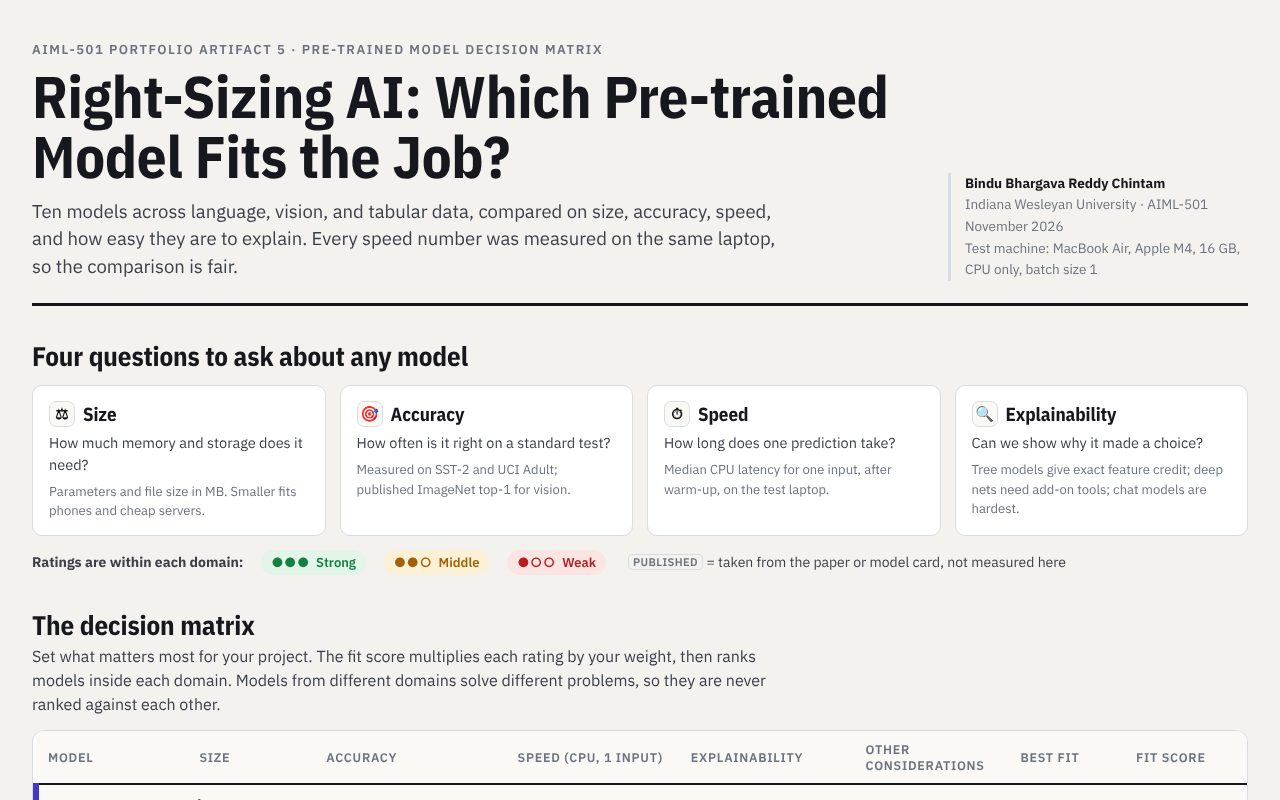 AIML-501 PORTFOLIO ARTIFACT 5 · PRE-TRAINED MODEL DECISION MATRIX
Right-Sizing AI: Which Pre-trained
Model Fits the Job?
Ten models across language, vision, and tabular data, compared on size, accuracy, speed,
and how easy they are to explain. Every speed number was measured on the same laptop,
so the comparison is fair.
Bindu Bhargava Reddy Chintam
Indiana Wesleyan University · AIML-501
November 2026
Test machine: MacBook Air, Apple M4, 16 GB,
CPU only, batch size 1
Four questions to ask about any model
Size
How much memory and storage does it
need?
Parameters and file size in MB. Smaller fits
phones and cheap servers.
Accuracy
How often is it right on a standard test?
Measured on SST-2 and UCI Adult;
published ImageNet top-1 for vision.
Speed
How long does one prediction take?
Median CPU latency for one input, after
warm-up, on the test laptop.
Explainability
Can we show why it made a choice?
Tree models give exact feature credit; deep
nets need add-on tools; chat models are
hardest.
Ratings are within each domain: ●●● Strong ●●○ Middle ●○○ Weak PUBLISHED = taken from the paper or model card, not measured here
The decision matrix
Set what matters most for your project. The fit score multiplies each rating by your weight, then ranks
models inside each domain. Models from different domains solve different problems, so they are never
ranked against each other.
MODEL SIZE ACCURACY SPEED (CPU, 1 INPUT) EXPLAINABILITY OTHER CONSIDERATIONS BEST FIT FIT SCORE